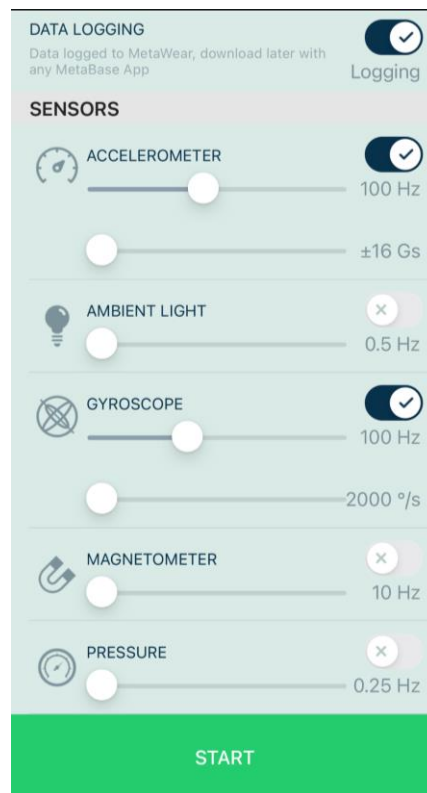 DATA LOGGING
Data logged to MetaWear, download later with
any MetaBase App
Logging
SENSORS
ACCELEROMETER
100 Hz
±16 Gs
AMBIENT LIGHT
0.5 Hz
GYROSCOPE
100 Hz
2000 °/s
MAGNETOMETER
10 Hz
PRESSURE
0.25 Hz
START